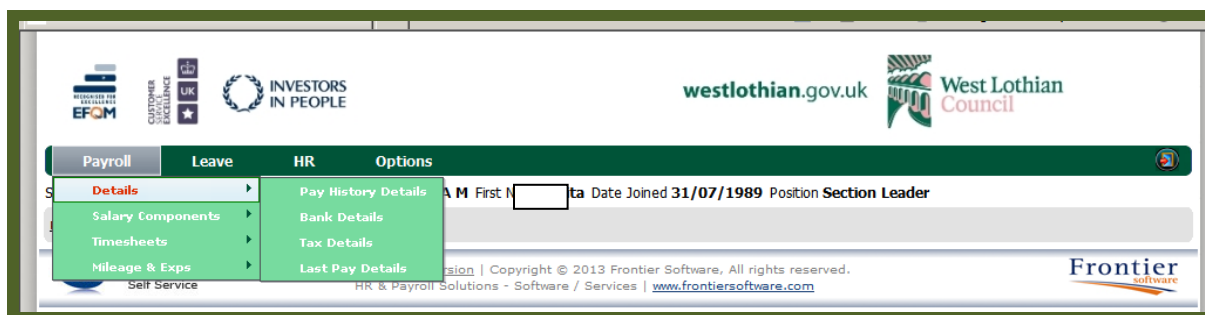 RECOGNISED FOR EXCELLENCE
EFQM
CUSTOMER SERVICE EXCELLENCE
UK
INVESTORS IN PEOPLE
westlothian.gov.uk
West Lothian Council
Payroll Leave HR Options
Details Pay History Details
A M First N ta Date Joined 31/07/1989 Position Section Leader
Salary Components Bank Details
Timesheets Tax Details
Mileage & Exps Last Pay Details
rsion | Copyright © 2013 Frontier Software, All rights reserved.
Self Service HR & Payroll Solutions - Software / Services | www.frontiersoftware.com
Frontier
software